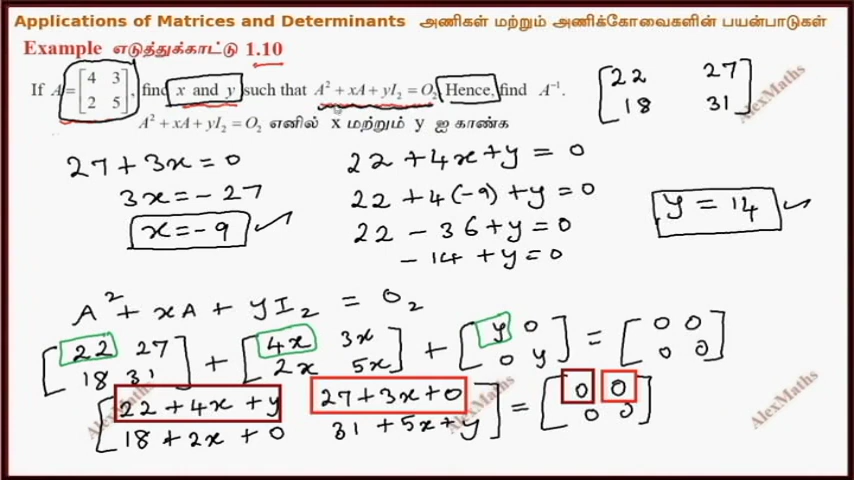 Applications of Matrices and Determinants அணிகள் மற்றும் அணிக்கோவைகளின் பயன்பாடுகள்
Example எடுத்துக்காட்டு 1.10
If A = [4 3; 2 5], find x and y such that A² + xA + yI₂ = O₂. Hence, find A⁻¹.
[22 27; 18 31]
A² + xA + yI₂ = O₂ எனில் x மற்றும் y ஐ காண்க
27 + 3x = 0
3x = - 27
x = - 9
22 + 4x + y = 0
22 + 4(-9) + y = 0
22 - 36 + y = 0
- 14 + y = 0
y = 14
A² + xA + yI₂ = O₂
[22 27; 18 31] + [4x 3x; 2x 5x] + [y 0; 0 y] = [0 0; 0 0]
[22 + 4x + y 27 + 3x + 0; 18 + 2x + 0 31 + 5x + y] = [0 0; 0 0]
AlexMaths
AlexMaths
AlexMaths
AlexMaths